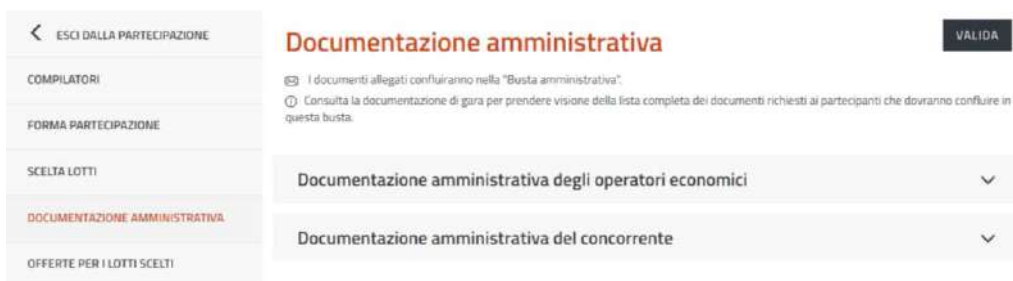 ESCI DALLA PARTECIPAZIONE
COMPILATORI
FORMA PARTECIPAZIONE
SCELTA LOTTI
DOCUMENTAZIONE AMMINISTRATIVA
OFFERTE PER I LOTTI SCELTI
Documentazione amministrativa
VALIDA
I documenti allegati confluiranno nella "Busta amministrativa".
Consulta la documentazione di gara per prendere visione della lista completa dei documenti richiesti ai partecipanti che dovranno confluire in
questa busta.
Documentazione amministrativa degli operatori economici
Documentazione amministrativa del concorrente